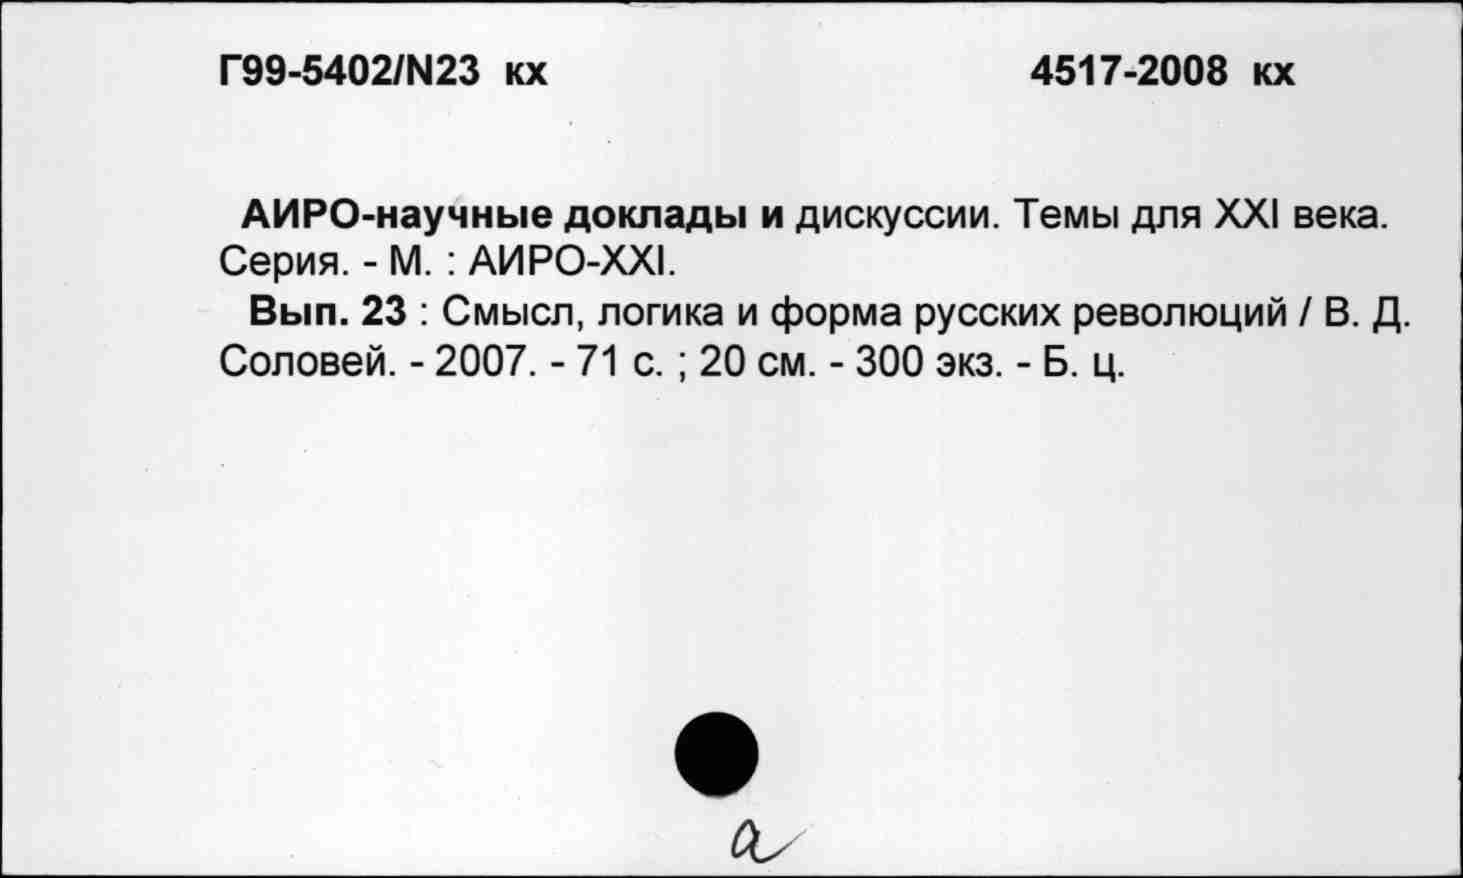 Г99-5402/N23 кх 4517-2008 кх
АИРО-научные доклады и дискуссии. Темы для XXI века.
Серия. - М. : АИРО-XXI.
Вып. 23 : Смысл, логика и форма русских революций / В. Д.
Соловей. - 2007. - 71 с. ; 20 см. - 300 экз. - Б. ц.
а